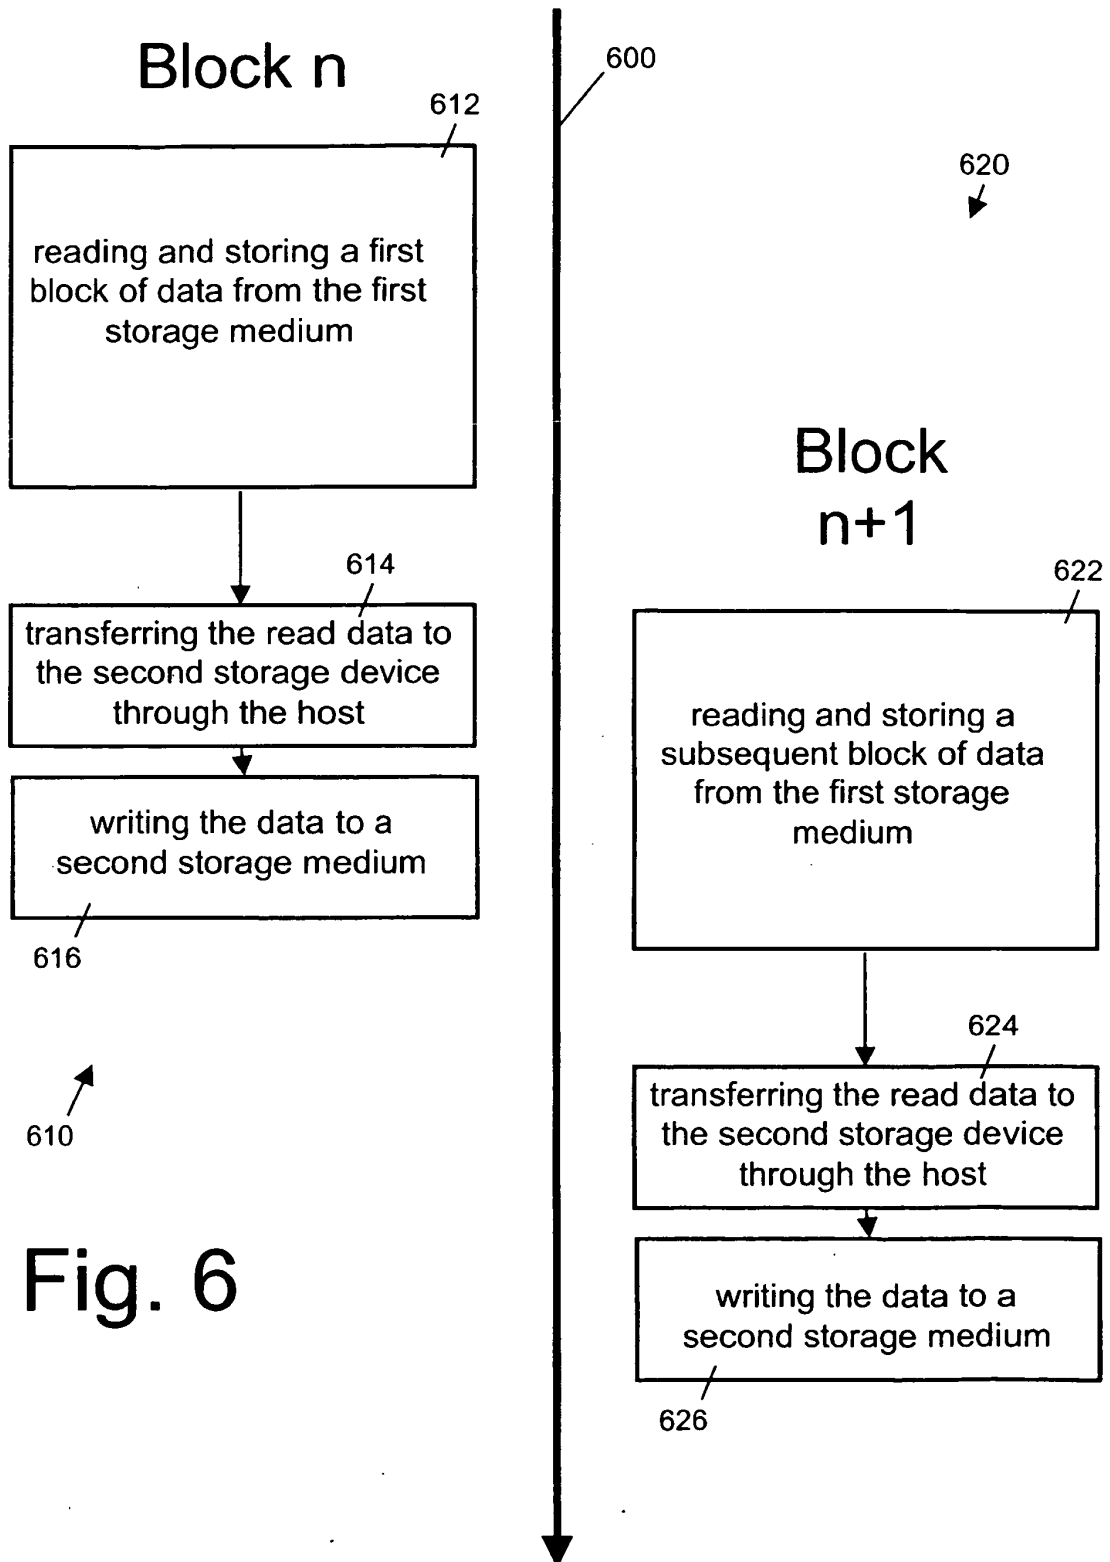 Block n
612
reading and storing a first
block of data from the first
storage medium
614
transferring the read data to
the second storage device
through the host
writing the data to a
second storage medium
616
610
Fig. 6
600
620
Block
n+1
622
reading and storing a
subsequent block of data
from the first storage
medium
624
transferring the read data to
the second storage device
through the host
writing the data to a
second storage medium
626